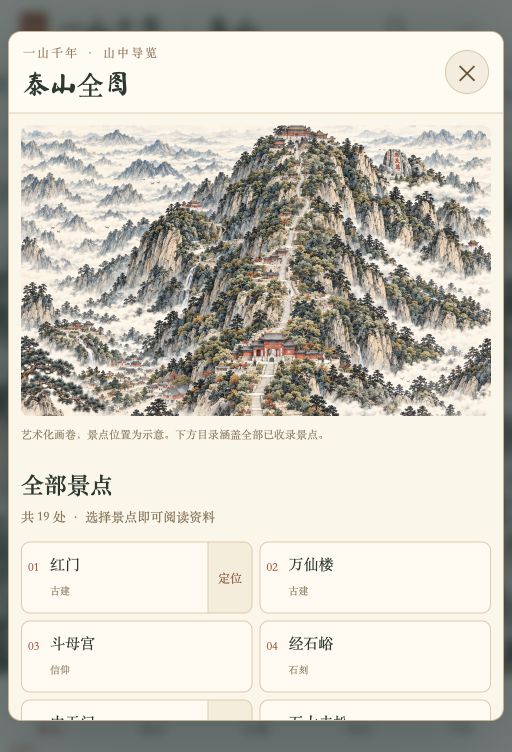 一山千年 · 山中导览
泰山全图
艺术化画卷。景点位置为示意。下方目录涵盖全部已收录景点。
全部景点
共 19 处 · 选择景点即可阅读资料
01 红门
古建
定位
02 万仙楼
古建
03 斗母宫
信仰
04 经石峪
石刻